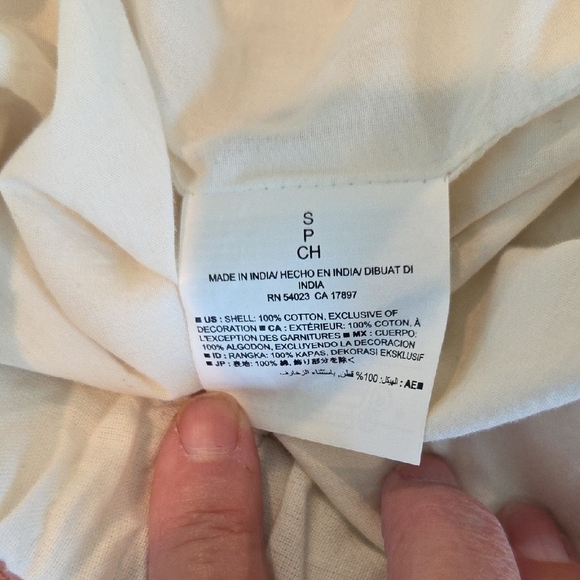 S
P
CH
MADE IN INDIA/ HECHO EN INDIA/ DIBUAT DI
INDIA
RN 54023 CA 17897
■ US : SHELL: 100% COTTON, EXCLUSIVE OF
DECORATION ■ CA : EXTÉRIEUR: 100% COTON, À
L'EXCEPTION DES GARNITURES ■ MX : CUERPO:
100% ALGODON, EXCLUYENDO LA DECORACION
■ ID : RANGKA: 100% KAPAS, DEKORASI EKSKLUSIF
■ JP : 表地: 100% 綿, 飾り部分を除く
■ AE : الهيكل: 100% قطن, باستثناء الزخارف.